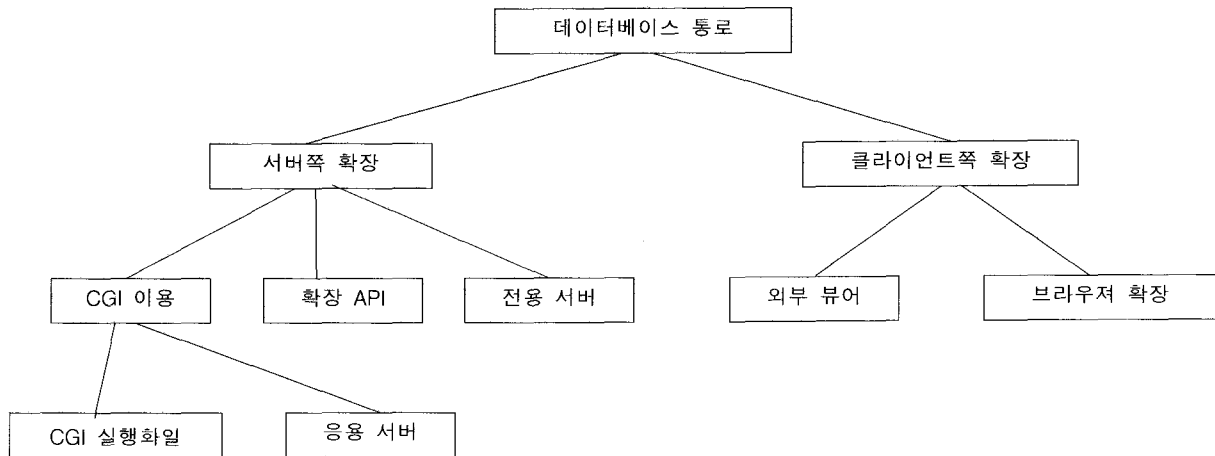 데이터베이스 통로
서버쪽 확장
클라이언트쪽 확장
CGI 이용
확장 API
전용 서버
외부 뷰어
브라우져 확장
CGI 실행화일
응용 서버